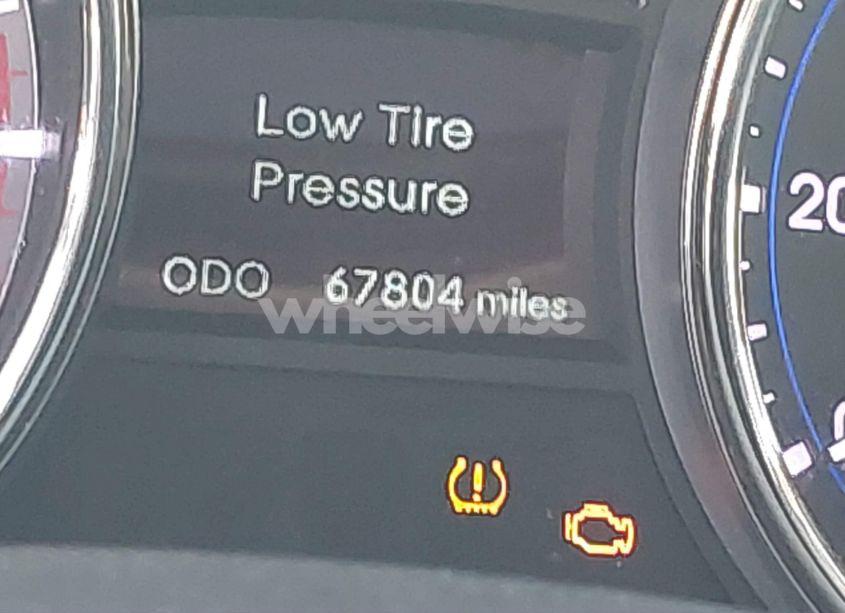 Low Tire
Pressure
ODO 67804 miles
wheelwise
20